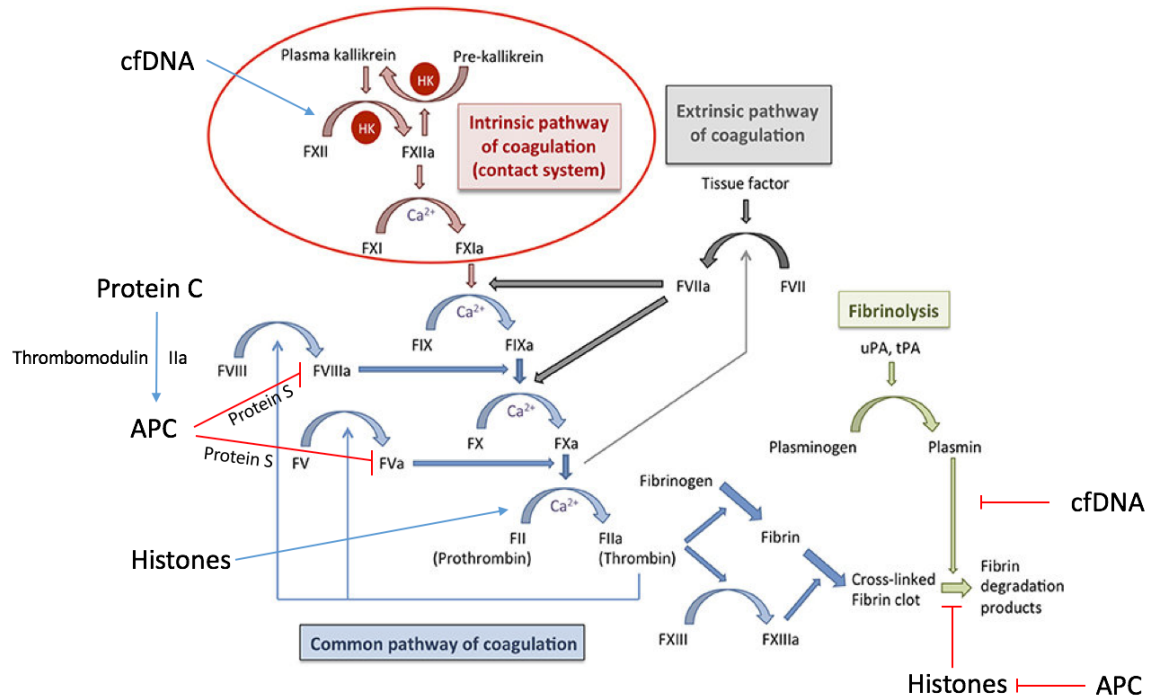 cfDNA
Plasma kallikrein
Pre-kallikrein
HK
HK
FXII
FXIIa
Intrinsic pathway
of coagulation
(contact system)
Extrinsic pathway
of coagulation
Tissue factor
Ca2+
FXI
FXIa
FVIIa
FVII
Protein C
Ca2+
Thrombomodulin
IIa
FIX
FIXa
FVIII
FVIIIa
Protein S
APC
Protein S
Ca2+
FX
FXa
FV
FVa
Fibrinolysis
uPA, tPA
Plasminogen
Plasmin
cfDNA
Histones
Ca2+
FII
(Prothrombin)
FIIa
(Thrombin)
Fibrinogen
Fibrin
FXIII
FXIIIa
Cross-linked
Fibrin clot
Fibrin
degradation
products
Common pathway of coagulation
Histones
APC